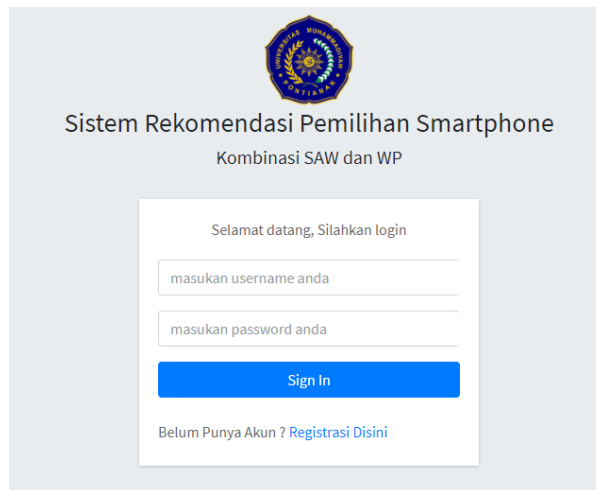 UNIVERSITAS MUHAMMADIYAH
PONTIANAK
Sistem Rekomendasi Pemilihan Smartphone
Kombinasi SAW dan WP
Selamat datang, Silahkan login
masukan username anda
masukan password anda
Sign In
Belum Punya Akun ? Registrasi Disini